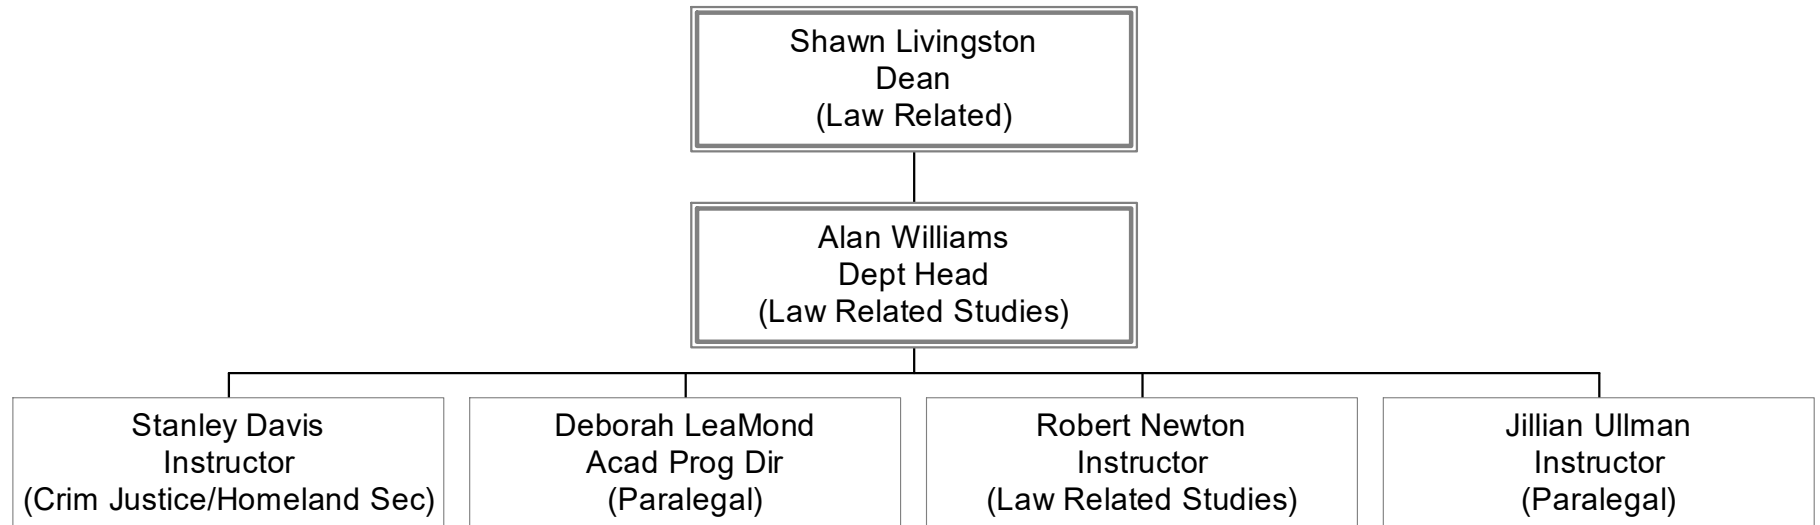 Shawn Livingston
Dean
(Law Related)
Alan Williams
Dept Head
(Law Related Studies)
Stanley Davis
Instructor
(Crim Justice/Homeland Sec)
Deborah LeaMond
Acad Prog Dir
(Paralegal)
Robert Newton
Instructor
(Law Related Studies)
Jillian Ullman
Instructor
(Paralegal)